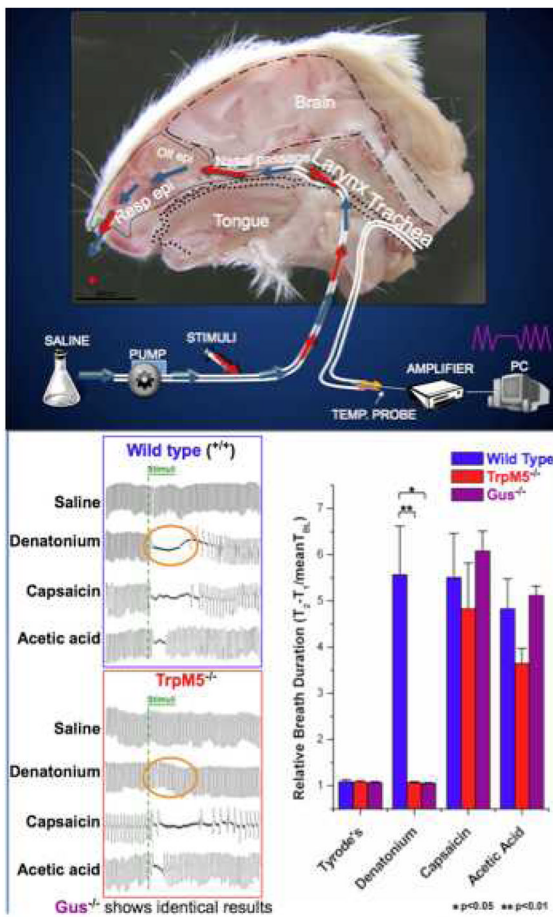 Brain
Olf epi
Nasal passage
Resp epi
Larynx
Trachea
Tongue
SALINE
PUMP
STIMULI
AMPLIFIER
PC
TEMP. PROBE
Wild type (+/+)
Stimuli
Saline
Denatonium
Capsaicin
Acetic acid
TrpM5-/-
Stimuli
Saline
Denatonium
Capsaicin
Acetic acid
Gus-/- shows identical results
Wild Type
TrpM5-/-
Gus-/-
*
**
Relative Breath Duration (T2-T1/meanTBL)
7
6
5
4
3
2
1
Tyrode's
Denatonium
Capsaicin
Acetic Acid
* p<0.05 ** p<0.01